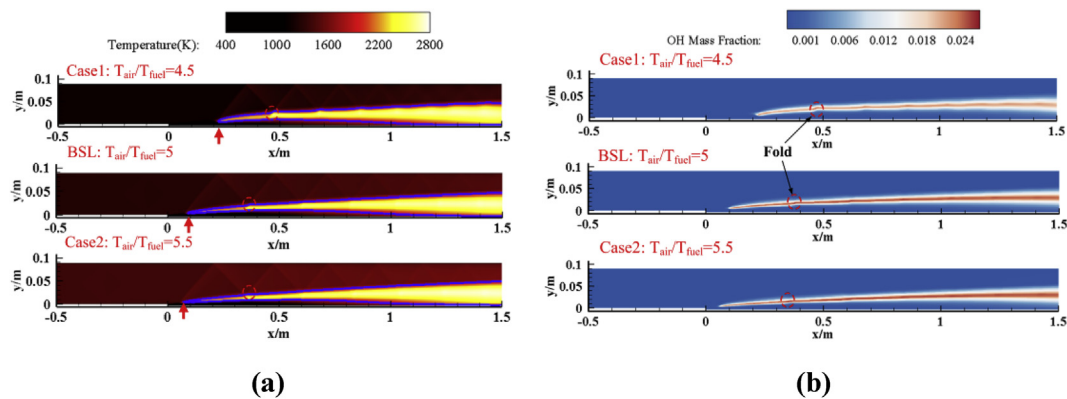 Temperature(K): 400 1000 1600 2200 2800
Case1: T_air/T_fuel=4.5
0.1
0.05
0
y/m
-0.5 0 0.5 1 1.5
x/m
BSL: T_air/T_fuel=5
0.1
0.05
0
y/m
-0.5 0 0.5 1 1.5
x/m
Case2: T_air/T_fuel=5.5
0.1
0.05
0
y/m
-0.5 0 0.5 1 1.5
x/m
(a)
OH Mass Fraction: 0.001 0.006 0.012 0.018 0.024
Case1: T_air/T_fuel=4.5
0.1
0.05
0
y/m
-0.5 0 0.5 1 1.5
x/m
Fold
BSL: T_air/T_fuel=5
0.1
0.05
0
y/m
-0.5 0 0.5 1 1.5
x/m
Case2: T_air/T_fuel=5.5
0.1
0.05
0
y/m
-0.5 0 0.5 1 1.5
x/m
(b)